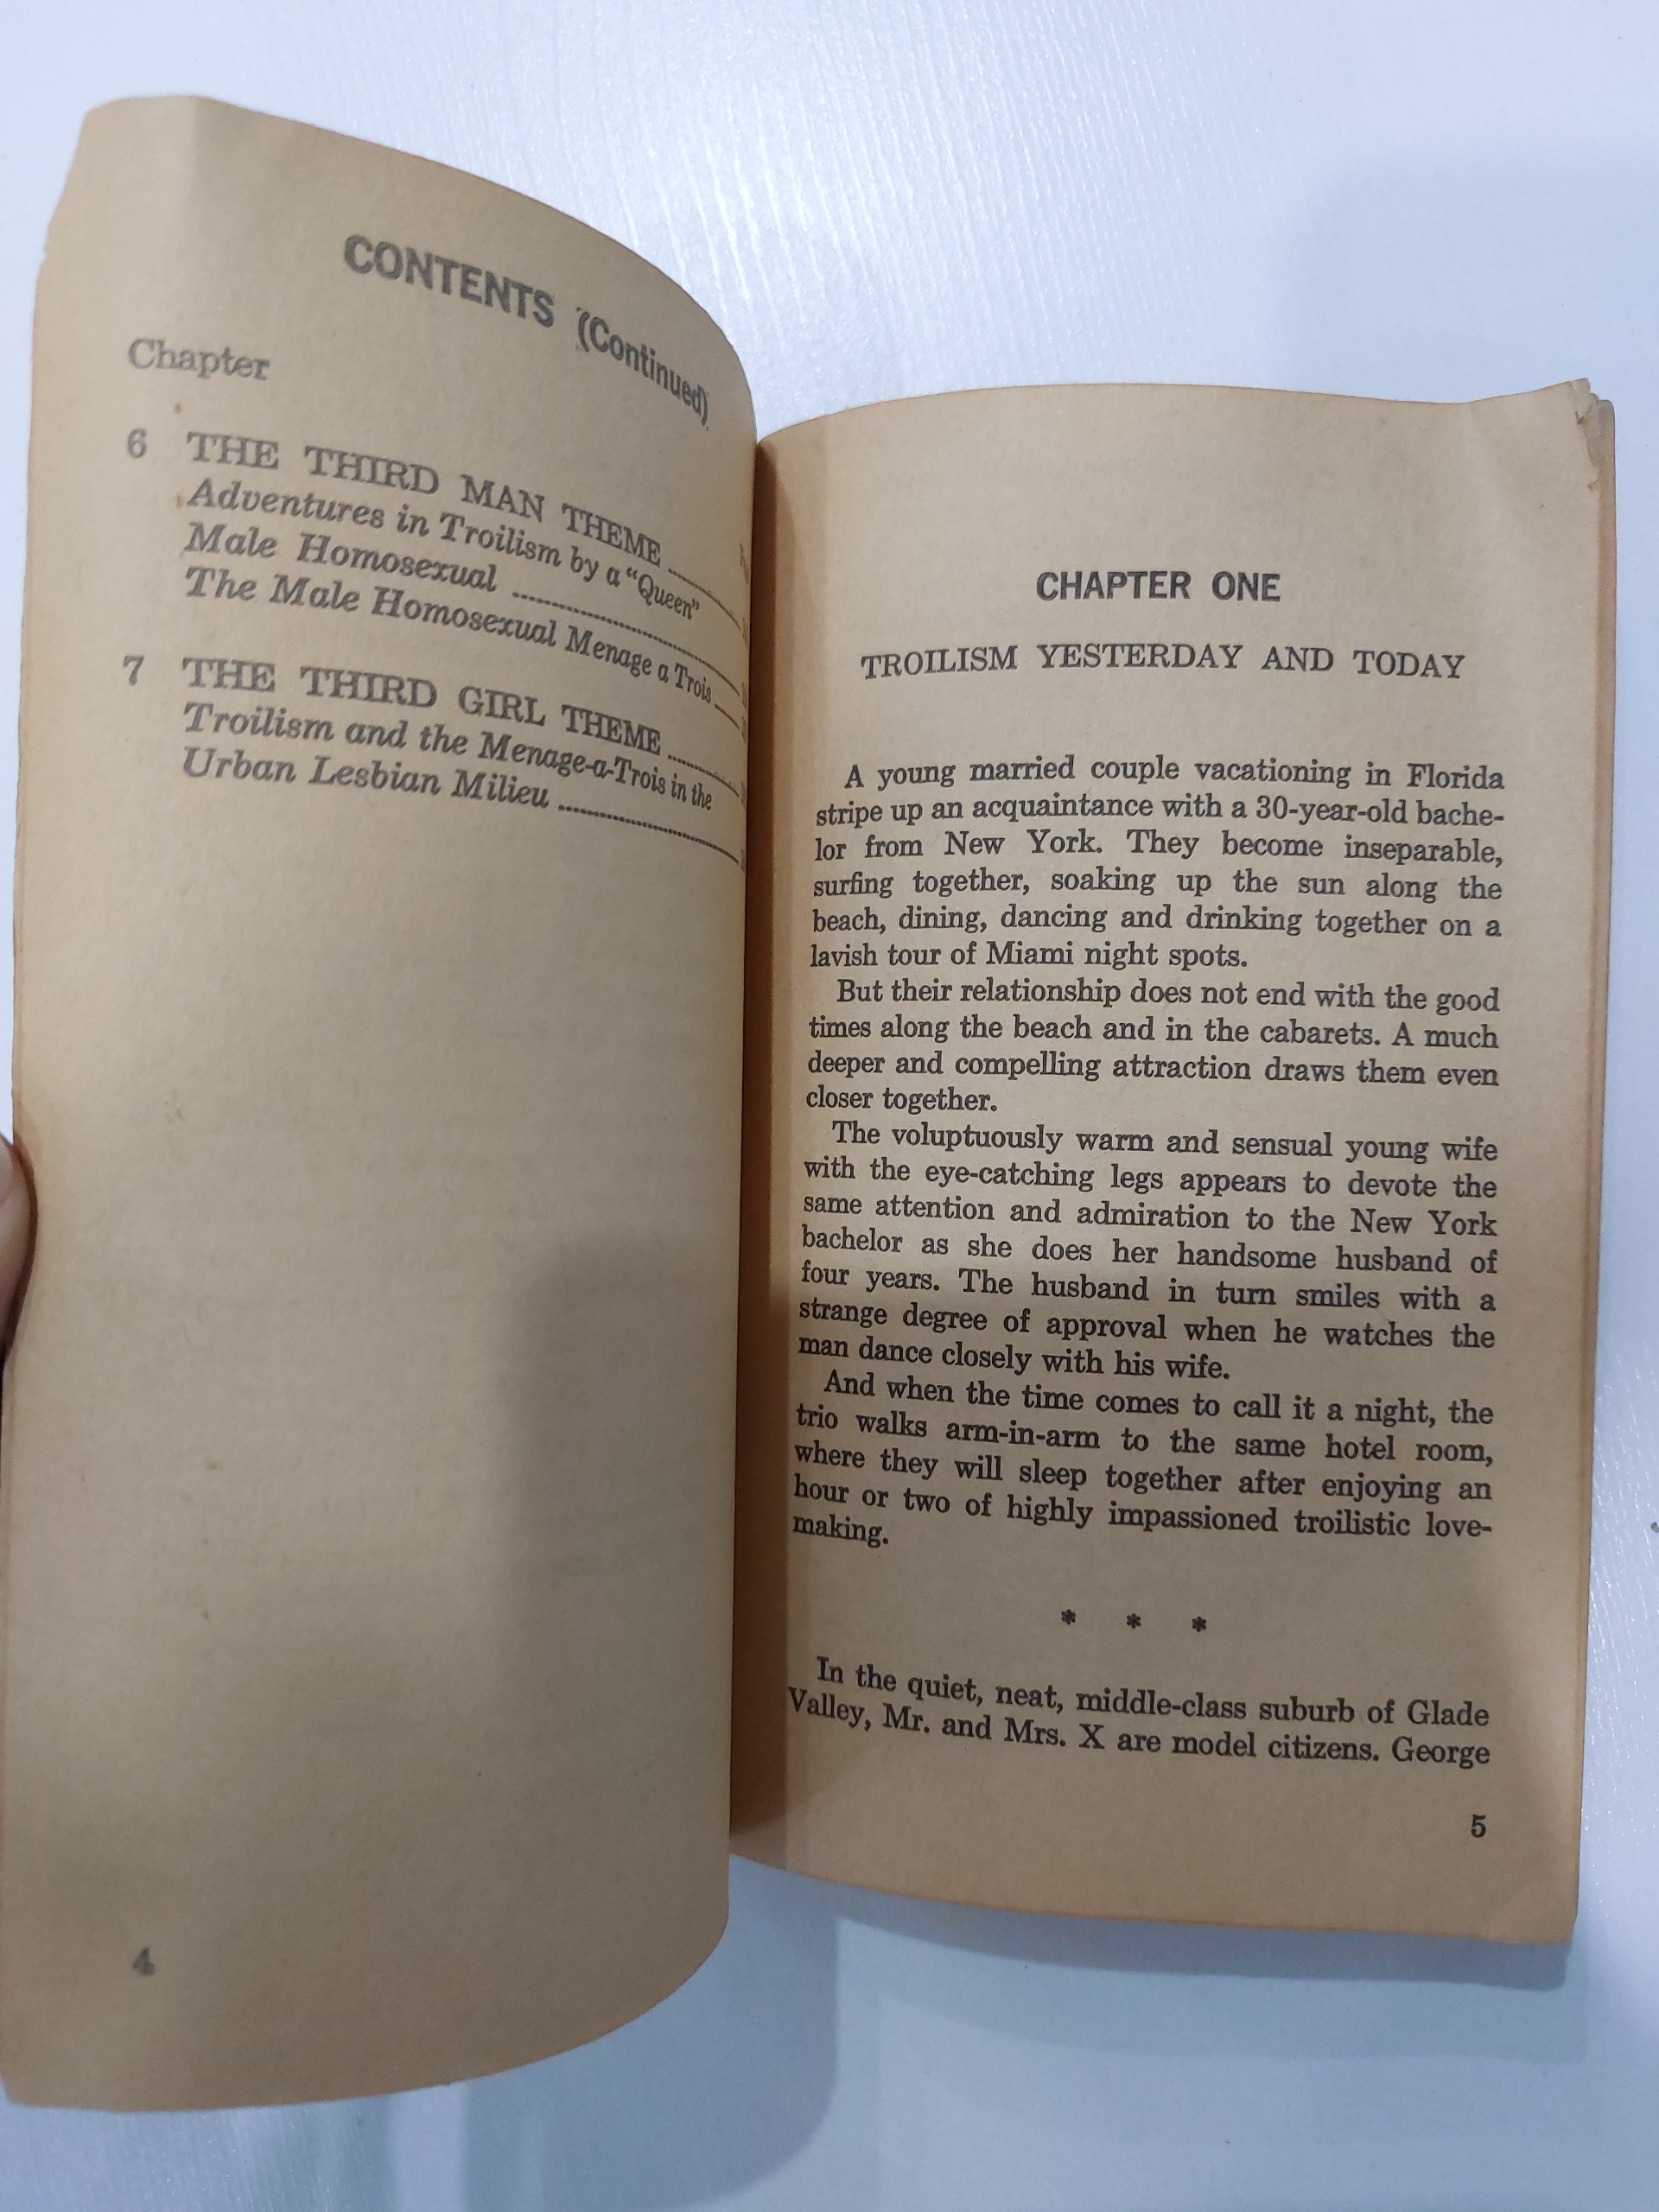 CONTENTS (Continued)
Chapter
6 THE THIRD MAN THEME
Adventures in Troilism by a "Queen"
Male Homosexual
The Male Homosexual Menage a Trois
7 THE THIRD GIRL THEME
Troilism and the Menage-a-Trois in the
Urban Lesbian Milieu
4
CHAPTER ONE
TROILISM YESTERDAY AND TODAY
A young married couple vacationing in Florida
stripe up an acquaintance with a 30-year-old bache-
lor from New York. They become inseparable,
surfing together, soaking up the sun along the
beach, dining, dancing and drinking together on a
lavish tour of Miami night spots.
But their relationship does not end with the good
times along the beach and in the cabarets. A much
deeper and compelling attraction draws them even
closer together.
The voluptuously warm and sensual young wife
with the eye-catching legs appears to devote the
same attention and admiration to the New York
bachelor as she does her handsome husband of
four years. The husband in turn smiles with a
strange degree of approval when he watches the
man dance closely with his wife.
And when the time comes to call it a night, the
trio walks arm-in-arm to the same hotel room,
where they will sleep together after enjoying an
hour or two of highly impassioned troilistic love-
making.
* * *
In the quiet, neat, middle-class suburb of Glade
Valley, Mr. and Mrs. X are model citizens. George
5